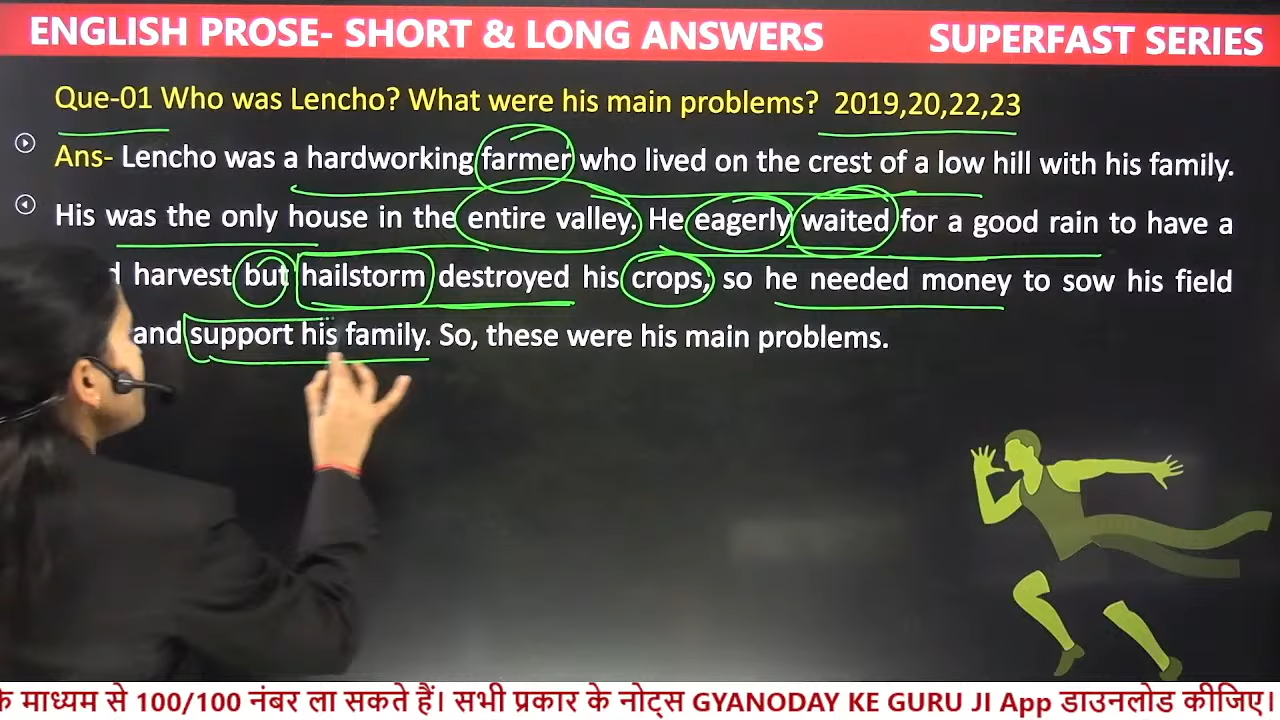 ENGLISH PROSE- SHORT & LONG ANSWERS SUPERFAST SERIES
Que-01 Who was Lencho? What were his main problems? 2019,20,22,23
Ans- Lencho was a hardworking farmer who lived on the crest of a low hill with his family.
His was the only house in the entire valley. He eagerly waited for a good rain to have a
harvest but hailstorm destroyed his crops, so he needed money to sow his field
and support his family. So, these were his main problems.
माध्यम से 100/100 नंबर ला सकते हैं। सभी प्रकार के नोट्स GYANODAY KE GURU JI App डाउनलोड कीजिए।